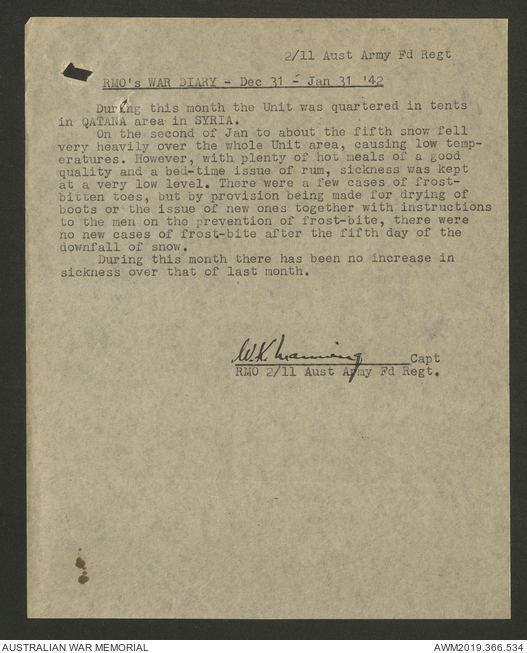 2/11 Aust Army Fd Regt
RMO's WAR DIARY - Dec 31 - Jan 31 '42
During this month the Unit was quartered in tents
in QATANA area in SYRIA.
On the second of Jan to about the fifth snow fell
very heavily over the whole Unit area, causing low temp-
eratures. However, with plenty of hot meals of a good
quality and a bed-time issue of rum, sickness was kept
at a very low level. There were a few cases of frost-
bitten toes, but by provision being made for drying of
boots or the issue of new ones together with instructions
to the men on the prevention of frost-bite, there were
no new cases of frost-bite after the fifth day of the
downfall of snow.
During this month there has been no increase in
sickness over that of last month.
W.K. Manning Capt
RMO 2/11 Aust Army Fd Regt.
AUSTRALIAN WAR MEMORIAL
AWM2019.366.534